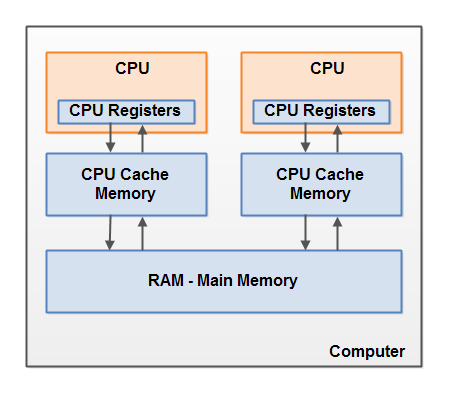 CPU
CPU
CPU Registers
CPU Registers
CPU Cache
Memory
CPU Cache
Memory
RAM - Main Memory
Computer